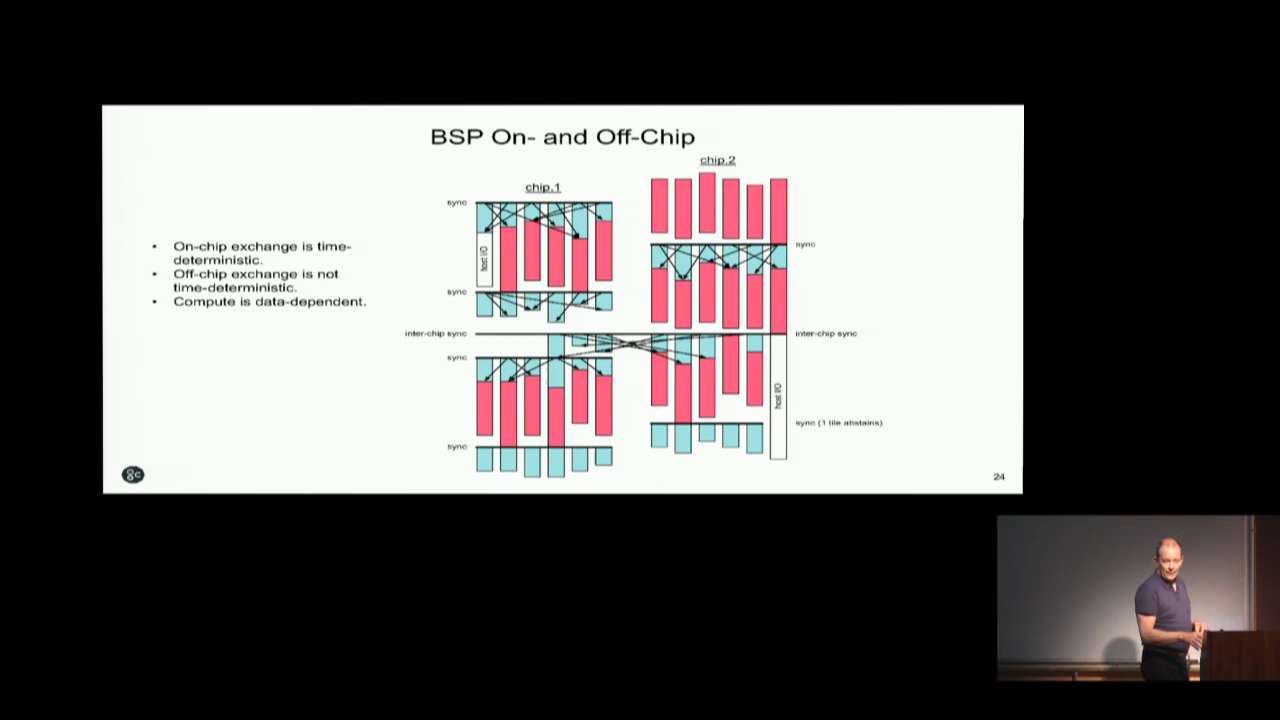 BSP On- and Off-Chip
chip.2
chip.1
sync
sync
• On-chip exchange is time-
deterministic.
• Off-chip exchange is not
time-deterministic.
• Compute is data-dependent.
host I/O
sync
inter-chip sync
inter-chip sync
sync
host I/O
sync (1 tile abstains)
sync
gc
24